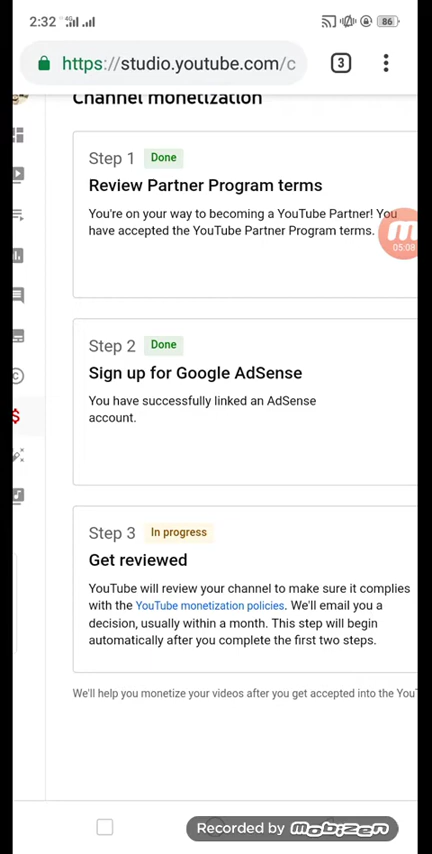 2:32 4G 86
https://studio.youtube.com/c 3
Channel monetization
Step 1 Done
Review Partner Program terms
You're on your way to becoming a YouTube Partner! You
have accepted the YouTube Partner Program terms.
05:08
Step 2 Done
Sign up for Google AdSense
You have successfully linked an AdSense
account.
Step 3 In progress
Get reviewed
YouTube will review your channel to make sure it complies
with the YouTube monetization policies. We'll email you a
decision, usually within a month. This step will begin
automatically after you complete the first two steps.
We'll help you monetize your videos after you get accepted into the You
Recorded by mobizen